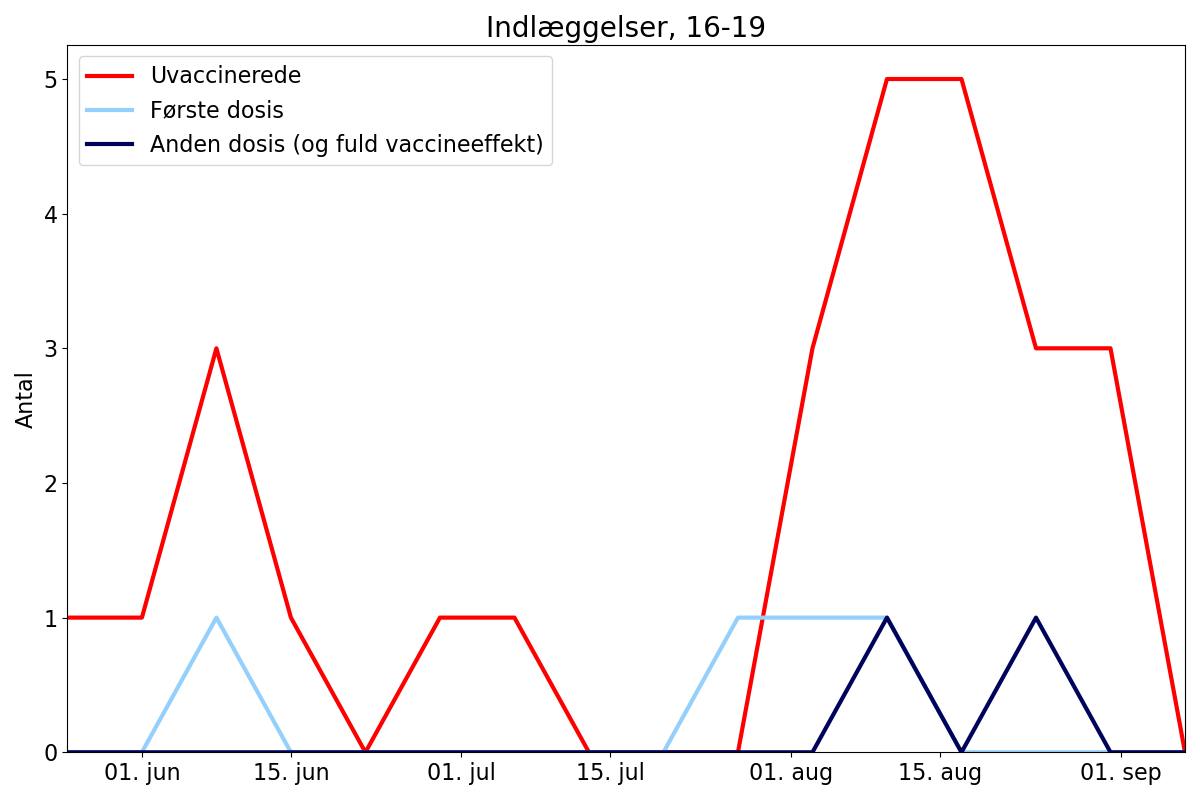 Indlæggelser, 16-19
Uvaccinerede
Første dosis
Anden dosis (og fuld vaccineeffekt)
Antal
5
4
3
2
1
0
01. jun
15. jun
01. jul
15. jul
01. aug
15. aug
01. sep